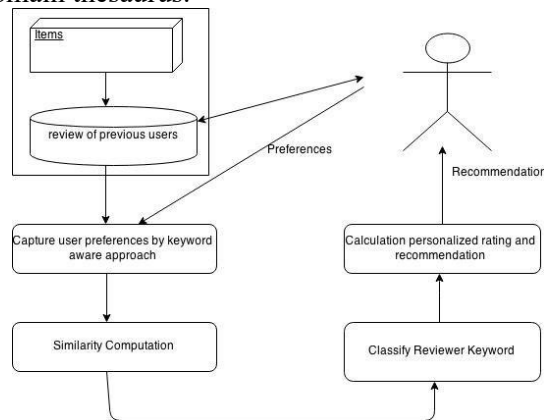 omain thesaurus.
Items
review of previous users
Preferences
Recommendation
Capture user preferences by keyword
aware approach
Calculation personalized rating and
recommendation
Similarity Computation
Classify Reviewer Keyword